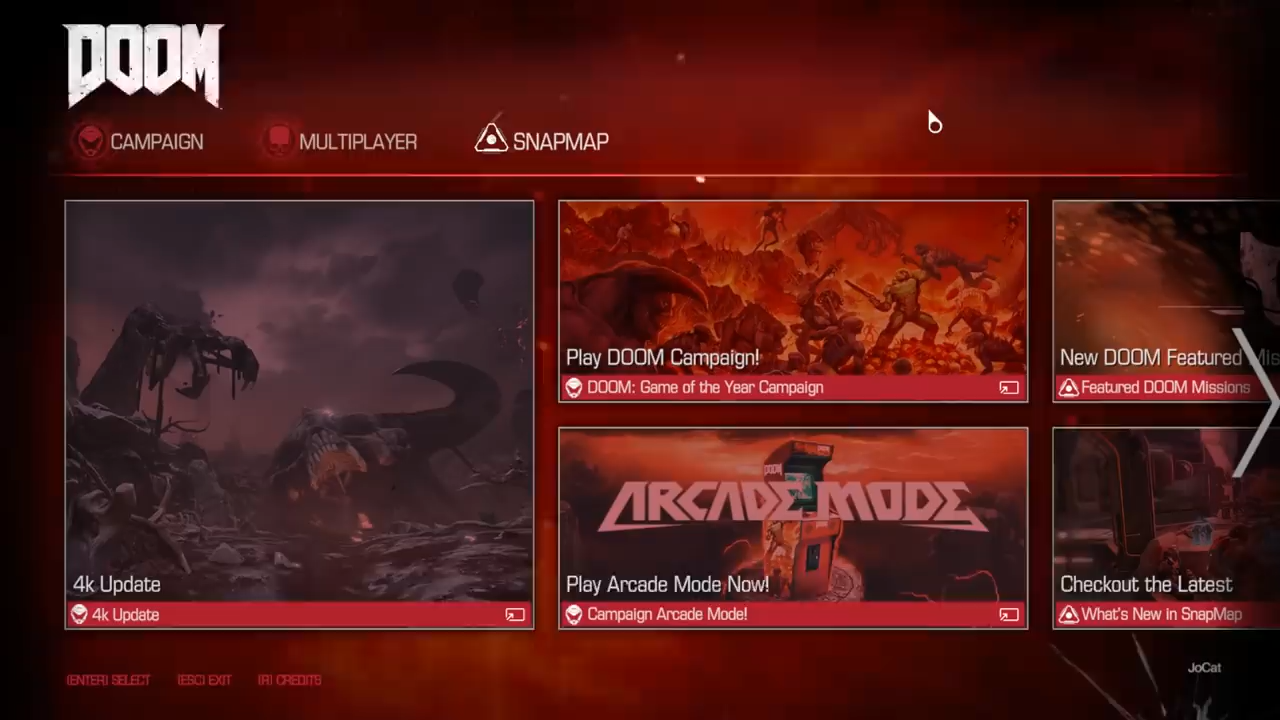 DOOM
CAMPAIGN
MULTIPLAYER
SNAPMAP
Play DOOM Campaign!
DOOM: Game of the Year Campaign
New DOOM Featured Mis
Featured DOOM Missions
4k Update
4k Update
DOOM
ARCADE MODE
Play Arcade Mode Now!
Campaign Arcade Mode!
Checkout the Latest
What's New in SnapMap
[ENTER] SELECT
[ESC] EXIT
[R] CREDITS
JoCat